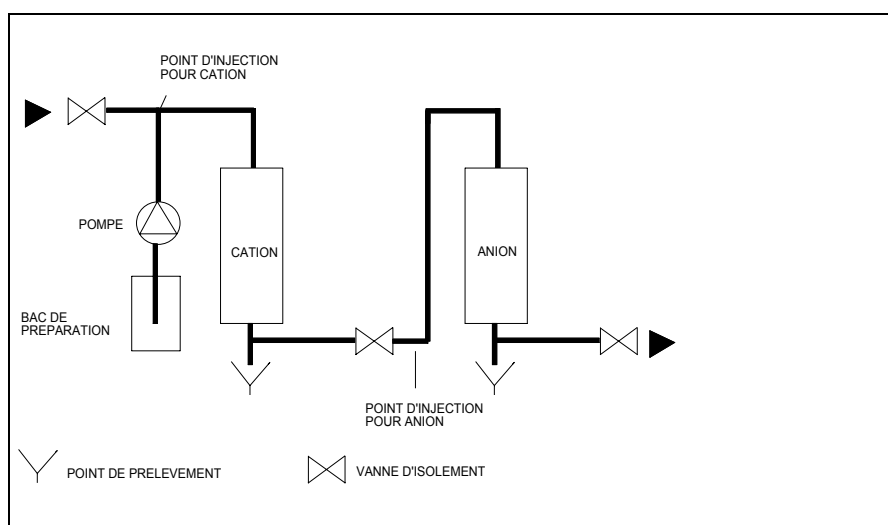 POINT D'INJECTION
POUR CATION
POMPE
CATION
ANION
BAC DE
PREPARATION
POINT D'INJECTION
POUR ANION
POINT DE PRELEVEMENT
VANNE D'ISOLEMENT